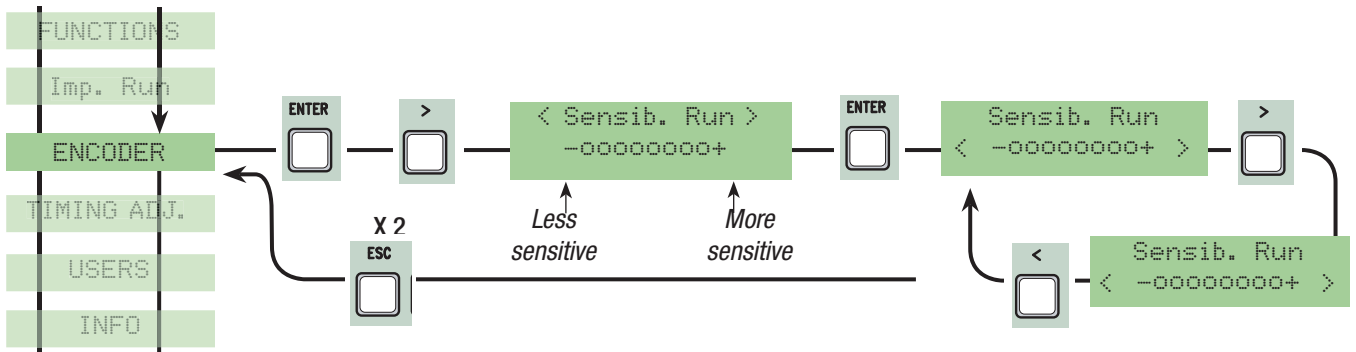 FUNCTIONS
Imp. Run
ENCODER
TIMING ADJ.
USERS
INFO
ENTER
>
< Sensib. Run >
-oooooooo+
Less
sensitive
More
sensitive
ENTER
Sensib. Run
< -oooooooo+ >
>
Sensib. Run
< -oooooooo+ >
<
X 2
ESC